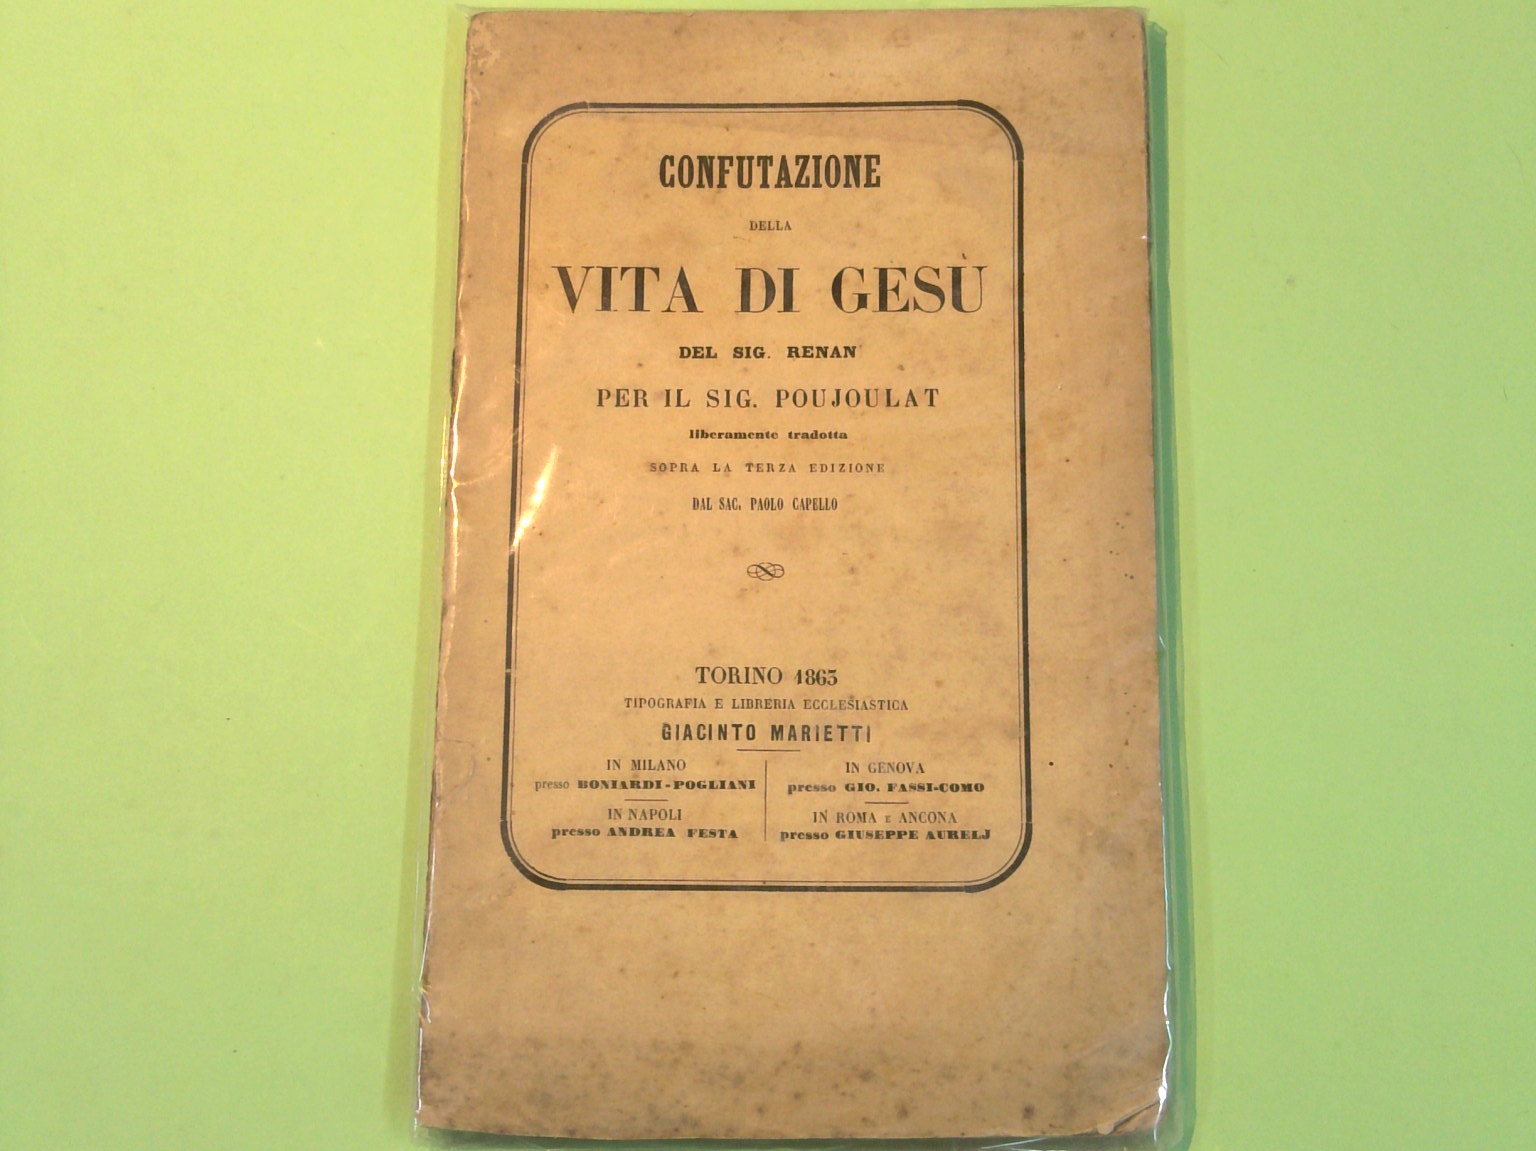 CONFUTAZIONE
DELLA
VITA DI GESÙ
DEL SIG. RENAN
PER IL SIG. POUJOULAT
liberamente tradotta
SOPRA LA TERZA EDIZIONE
DAL SAC. PAOLO CAPELLO
TORINO 1863
TIPOGRAFIA E LIBRERIA ECCLESIASTICA
GIACINTO MARIETTI
IN MILANO
presso BONIARDI-POGLIANI
IN NAPOLI
presso ANDREA FESTA
IN GENOVA
presso GIO. FASSI-COMO
IN ROMA E ANCONA
presso GIUSEPPE AURELJ